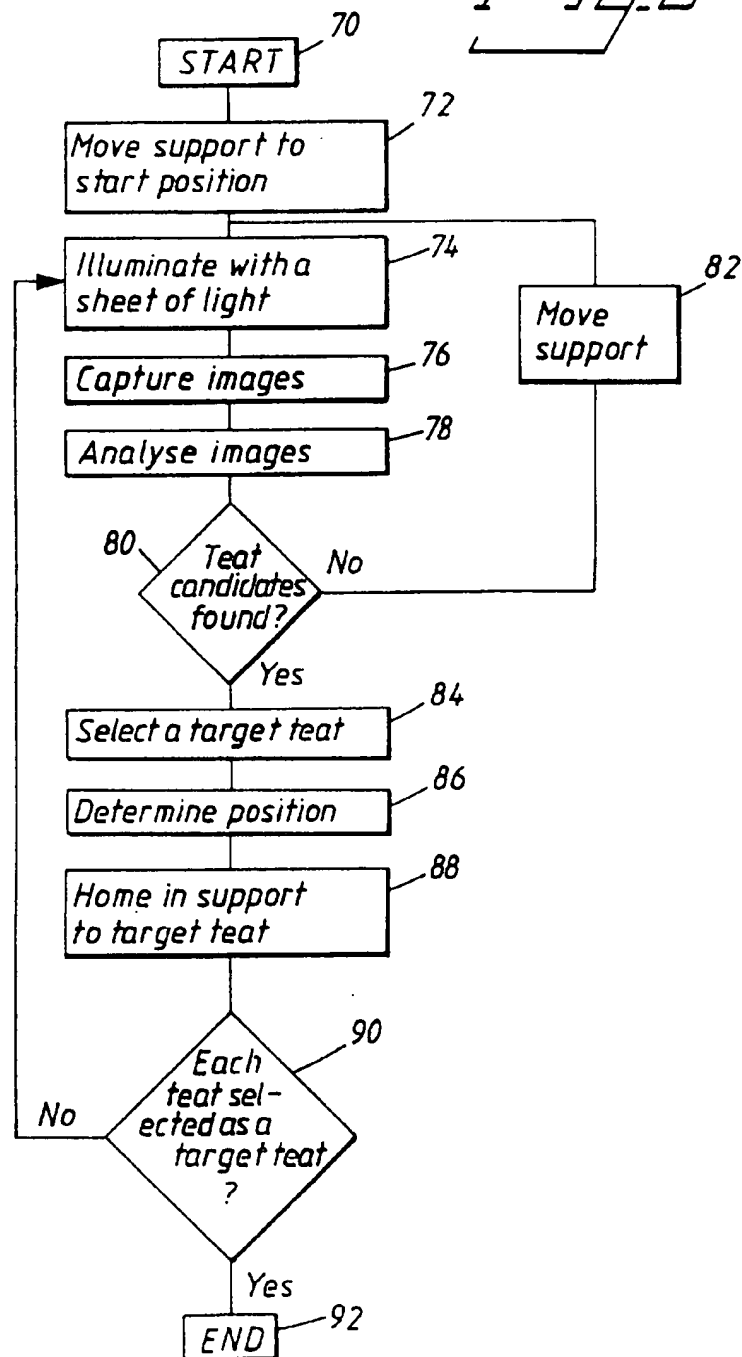 70
START
72
Move support to
start position
74
Illuminate with a
sheet of light
82
Move
support
76
Capture images
78
Analyse images
80
Teat
candidates
found?
No
Yes
84
Select a target teat
86
Determine position
88
Home in support
to target teat
90
Each
teat sel-
ected as a
target teat
?
No
Yes
END
92